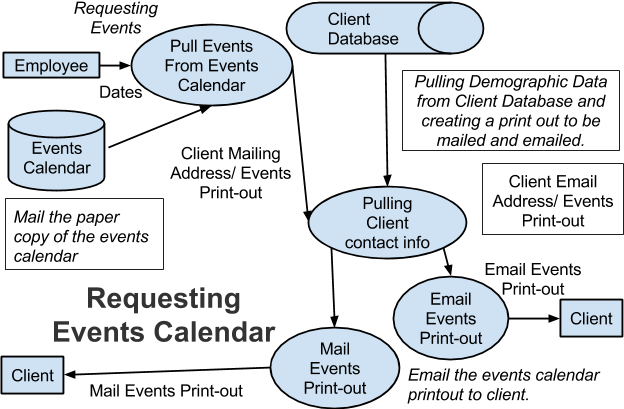 Requesting
Events
Employee
Dates
Pull Events
From Events
Calendar
Client
Database
Events
Calendar
Pulling Demographic Data
from Client Database and
creating a print out to be
mailed and emailed.
Client Mailing
Address/ Events
Print-out
Client Email
Address/ Events
Print-out
Mail the paper
copy of the events
calendar
Pulling
Client
contact info
Requesting
Events Calendar
Email Events
Print-out
Email
Events
Print-out
Client
Mail
Events
Print-out
Client
Mail Events Print-out
Email the events calendar
printout to client.